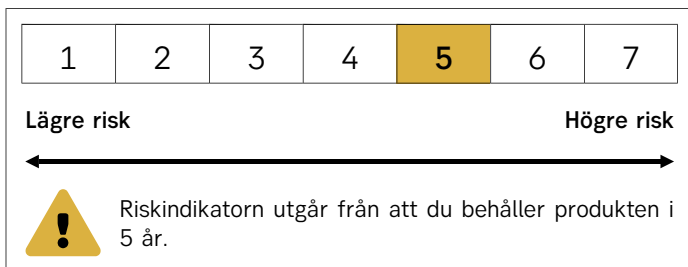 1 2 3 4 5 6 7
Lägre risk Högre risk
Riskindikatorn utgår från att du behåller produkten i
5 år.